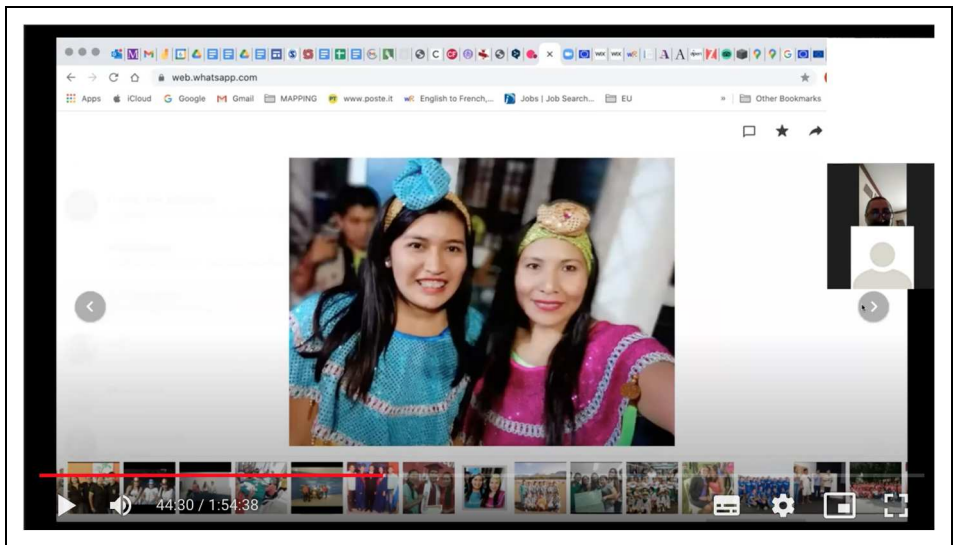 web.whatsapp.com
Apps iCloud Google Gmail MAPPING www.poste.it English to French,... Jobs | Job Search... EU » Other Bookmarks
44:30 / 1:54:38